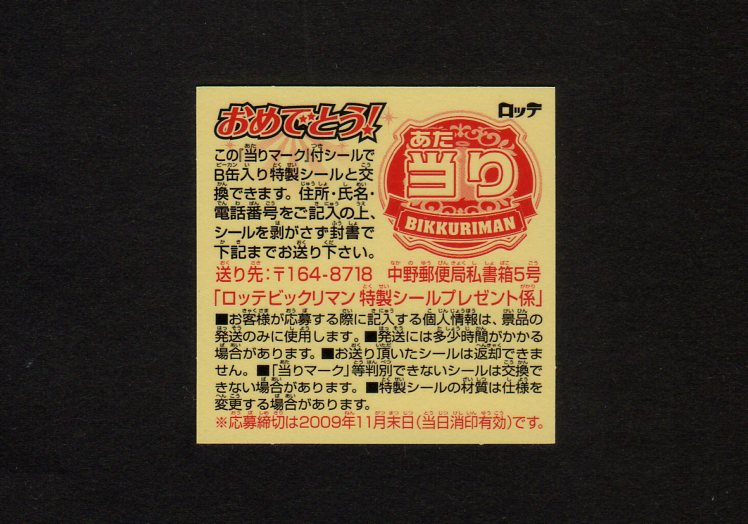 おめでとう!
ロッテ
この「当りマーク」付シールで
B缶入り特製シールと交
換できます。住所・氏名・
電話番号をご記入の上、
シールを剥がさず封書で
下記までお送り下さい。
あた
当り
BIKKURIMAN
送り先:〒164-8718 中野郵便局私書箱5号
「ロッテビックリマン 特製シールプレゼント係」
■お客様が応募する際に記入する個人情報は、景品の
発送のみに使用します。■発送には多少時間がかかる
場合があります。■お送り頂いたシールは返却できま
せん。■「当りマーク」等判別できないシールは交換で
きない場合があります。■特製シールの材質は仕様を
変更する場合があります。
※応募締切は2009年11月末日(当日消印有効)です。